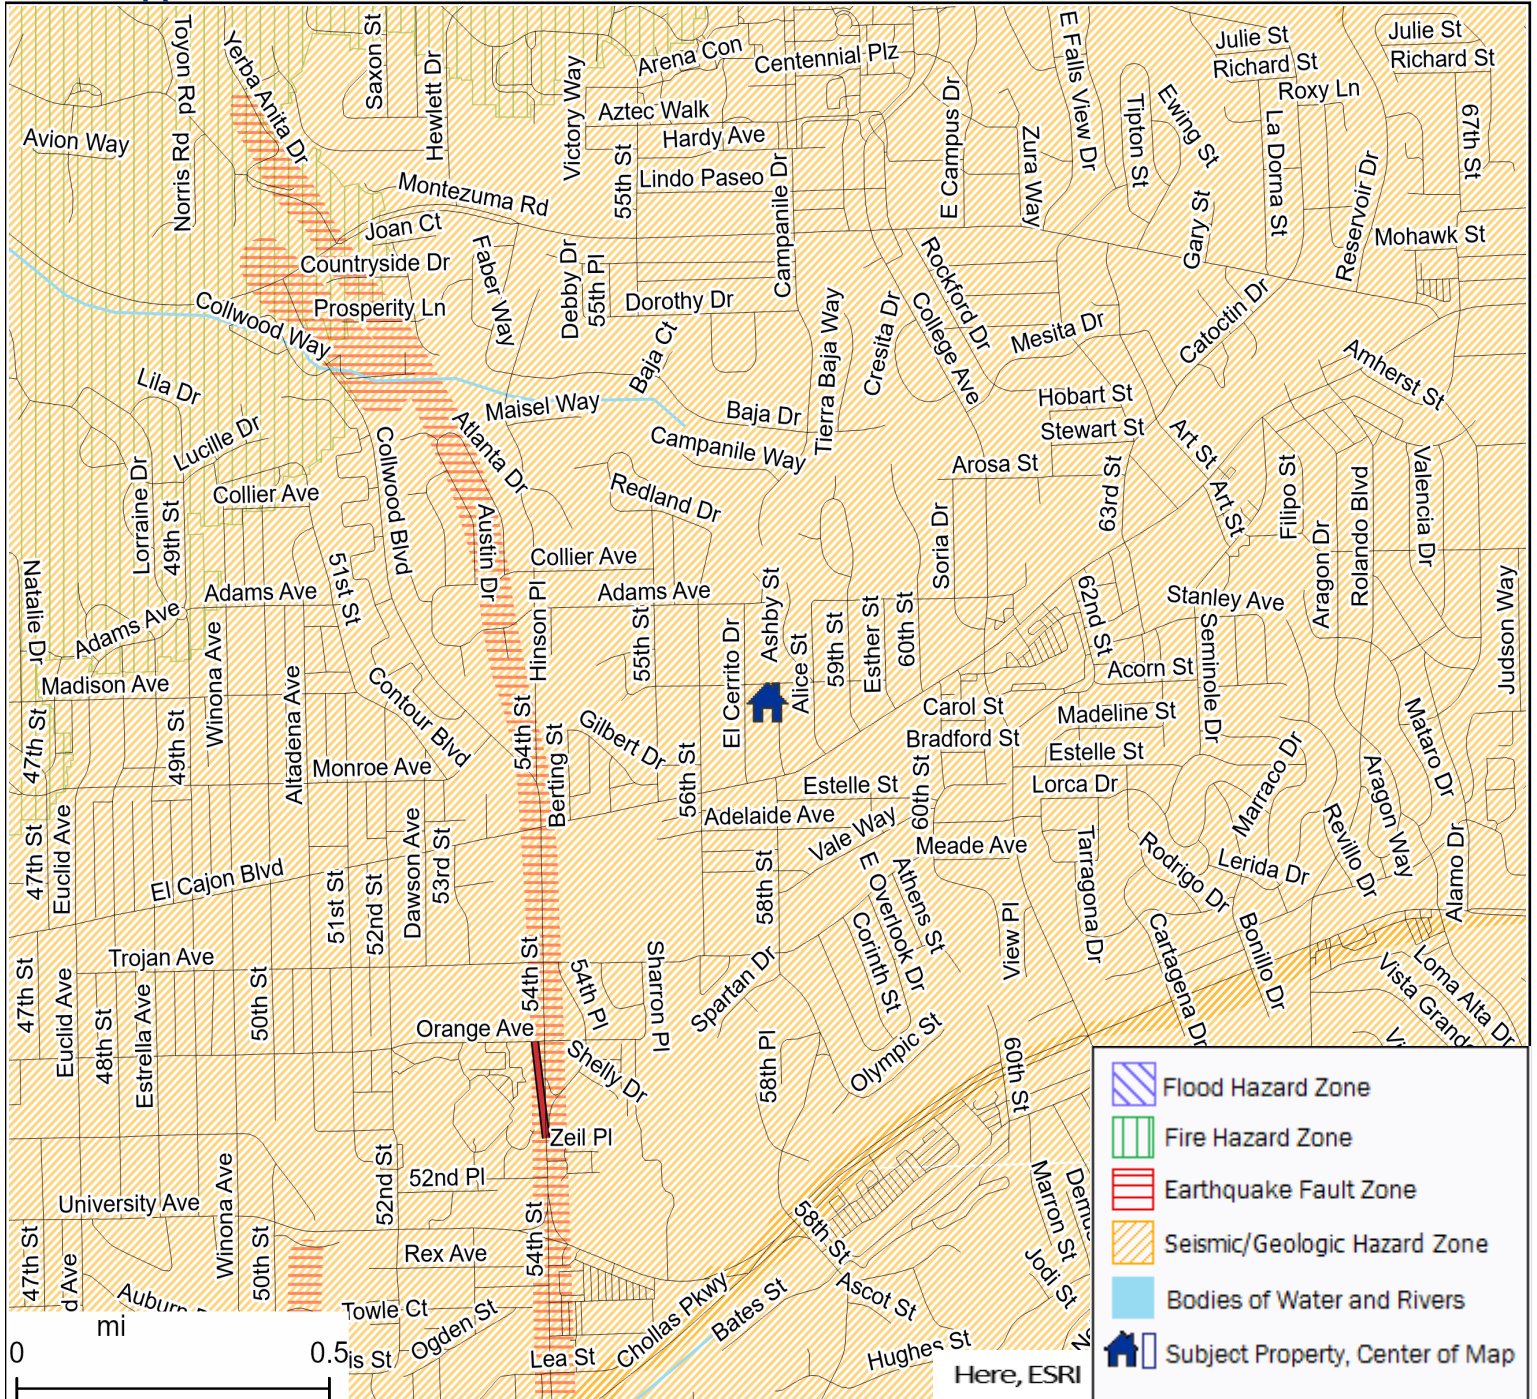 Toyon Rd
Yerba Anita Dr
Saxon St
Hewlett Dr
Victory Way
Arena Con
Centennial Plz
E Falls View Dr
Julie St
Richard St
Roxy Ln
Julie St
Richard St
Avion Way
Norris Rd
Aztec Walk
Hardy Ave
55th St
Lindo Paseo
Campanile Dr
E Campus Dr
Zura Way
Tipton St
Ewing St
La Dorna St
67th St
Montezuma Rd
Joan Ct
Countryside Dr
Prosperity Ln
Faber Way
Debby Dr
55th Pl
Dorothy Dr
Rockford Dr
Gary St
Reservoir Dr
Mohawk St
Collwood Way
Baja Ct
Tierra Baja Way
Cresita Dr
College Ave
Mesita Dr
Catoctin Dr
Amherst St
Lila Dr
Lucille Dr
Maisel Way
Baja Dr
Campanile Way
Hobart St
Stewart St
Art St
Atlanta Dr
Collwood Blvd
Lorraine Dr
49th St
Collier Ave
Redland Dr
Arosa St
63rd St
Art St
Filipo St
Rolando Blvd
Valencia Dr
Austin Dr
Collier Ave
Soria Dr
Aragon Dr
Natalie Dr
Adams Ave
Adams Ave
51st St
Hinson Pl
Adams Ave
55th St
Ashby St
62nd St
Stanley Ave
Judson Way
Winona Ave
El Cerrito Dr
Alice St
59th St
Esther St
60th St
Seminole Dr
Madison Ave
Altadena Ave
Contour Blvd
Acorn St
Carol St
Madeline St
Mataro Dr
47th St
49th St
54th St
Gilbert Dr
Bradford St
Estelle St
Marraco Dr
Aragon Way
Monroe Ave
Berting St
56th St
Estelle St
60th St
Lorca Dr
Adelaide Ave
Vale Way
Meade Ave
47th St
Euclid Ave
El Cajon Blvd
51st St
52nd St
Dawson Ave
53rd St
58th St
E Overlook Dr
Athens St
Corinth St
View Pl
Tarragona Dr
Rodrigo Dr
Lerida Dr
Revillo Dr
Alamo Dr
Trojan Ave
47th St
Euclid Ave
48th St
Estrella Ave
50th St
54th St
54th Pl
Sharron Pl
Spartan Dr
Cartagena Dr
Bonillo Dr
Loma Alta Dr
Vista Grand
Vi
Orange Ave
Shelly Dr
58th Pl
Olympic St
60th St
Zeil Pl
52nd Pl
52nd St
University Ave
Winona Ave
47th St
d Ave
50th St
Rex Ave
54th St
58th St
Marron St
Jodi St
Auburn
Towle Ct
Ogden St
is St
Lea St
Chollas Pkwy
Bates St
Ascot St
Hughes St
mi
0 0.5
Here, ESRI
Flood Hazard Zone
Fire Hazard Zone
Earthquake Fault Zone
Seismic/Geologic Hazard Zone
Bodies of Water and Rivers
Subject Property, Center of Map